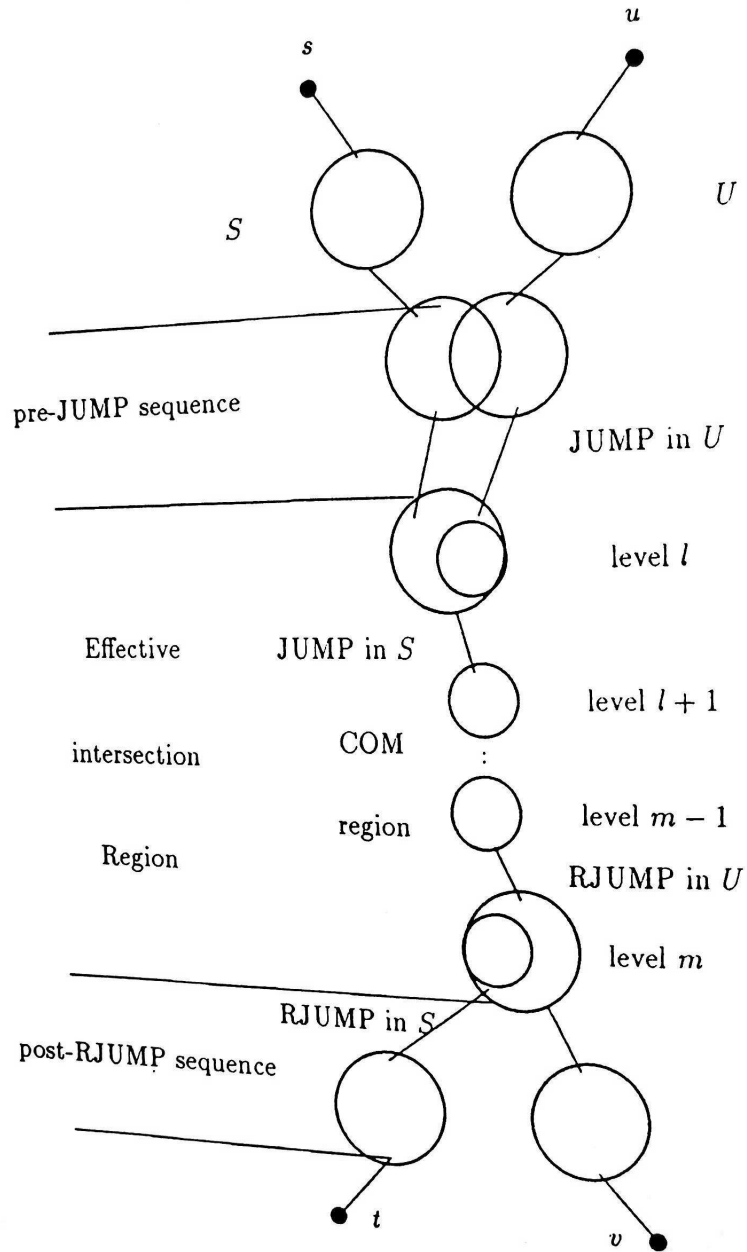 s
u
S
U
pre-JUMP sequence
JUMP in U
level l
Effective
JUMP in S
level l + 1
intersection
COM
⋮
region
level m − 1
Region
RJUMP in U
level m
RJUMP in S
post-RJUMP sequence
t
v